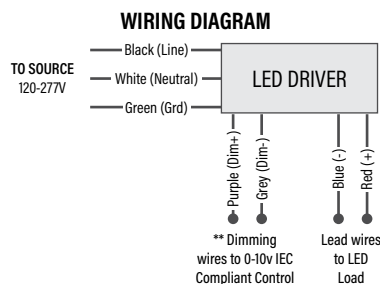 WIRING DIAGRAM
Black (Line)
TO SOURCE
120-277V
White (Neutral)
LED DRIVER
Green (Grd)
Purple (Dim+)
Grey (Dim-)
Blue (-)
Red (+)
** Dimming
wires to 0-10v IEC
Compliant Control
Lead wires
to LED
Load